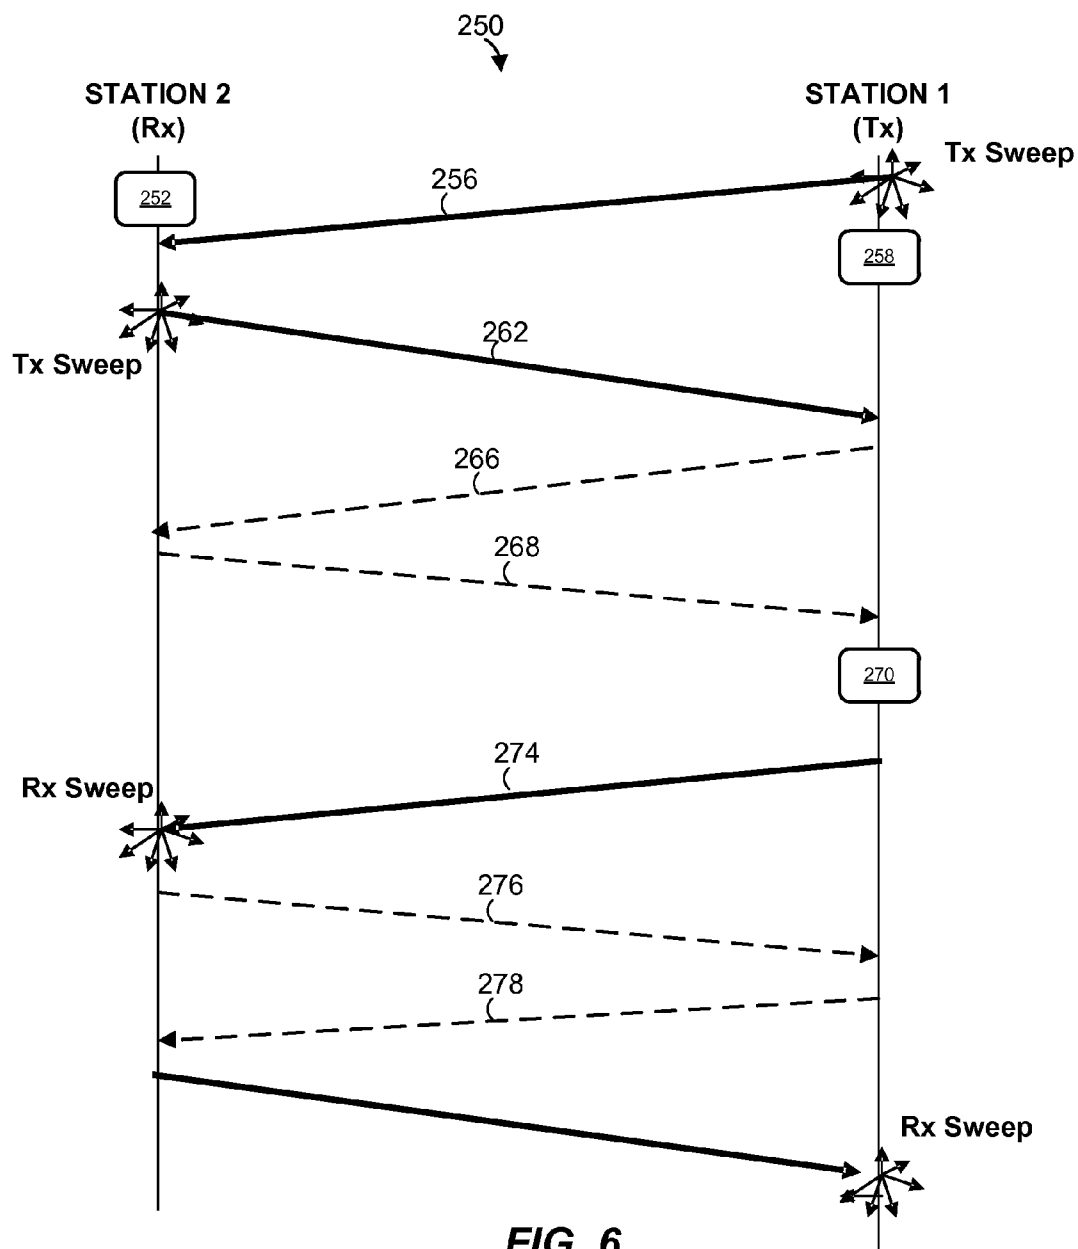 250
STATION 2
(Rx)
STATION 1
(Tx)
Tx Sweep
252
256
258
262
Tx Sweep
266
268
270
274
Rx Sweep
276
278
Rx Sweep
FIG. 6